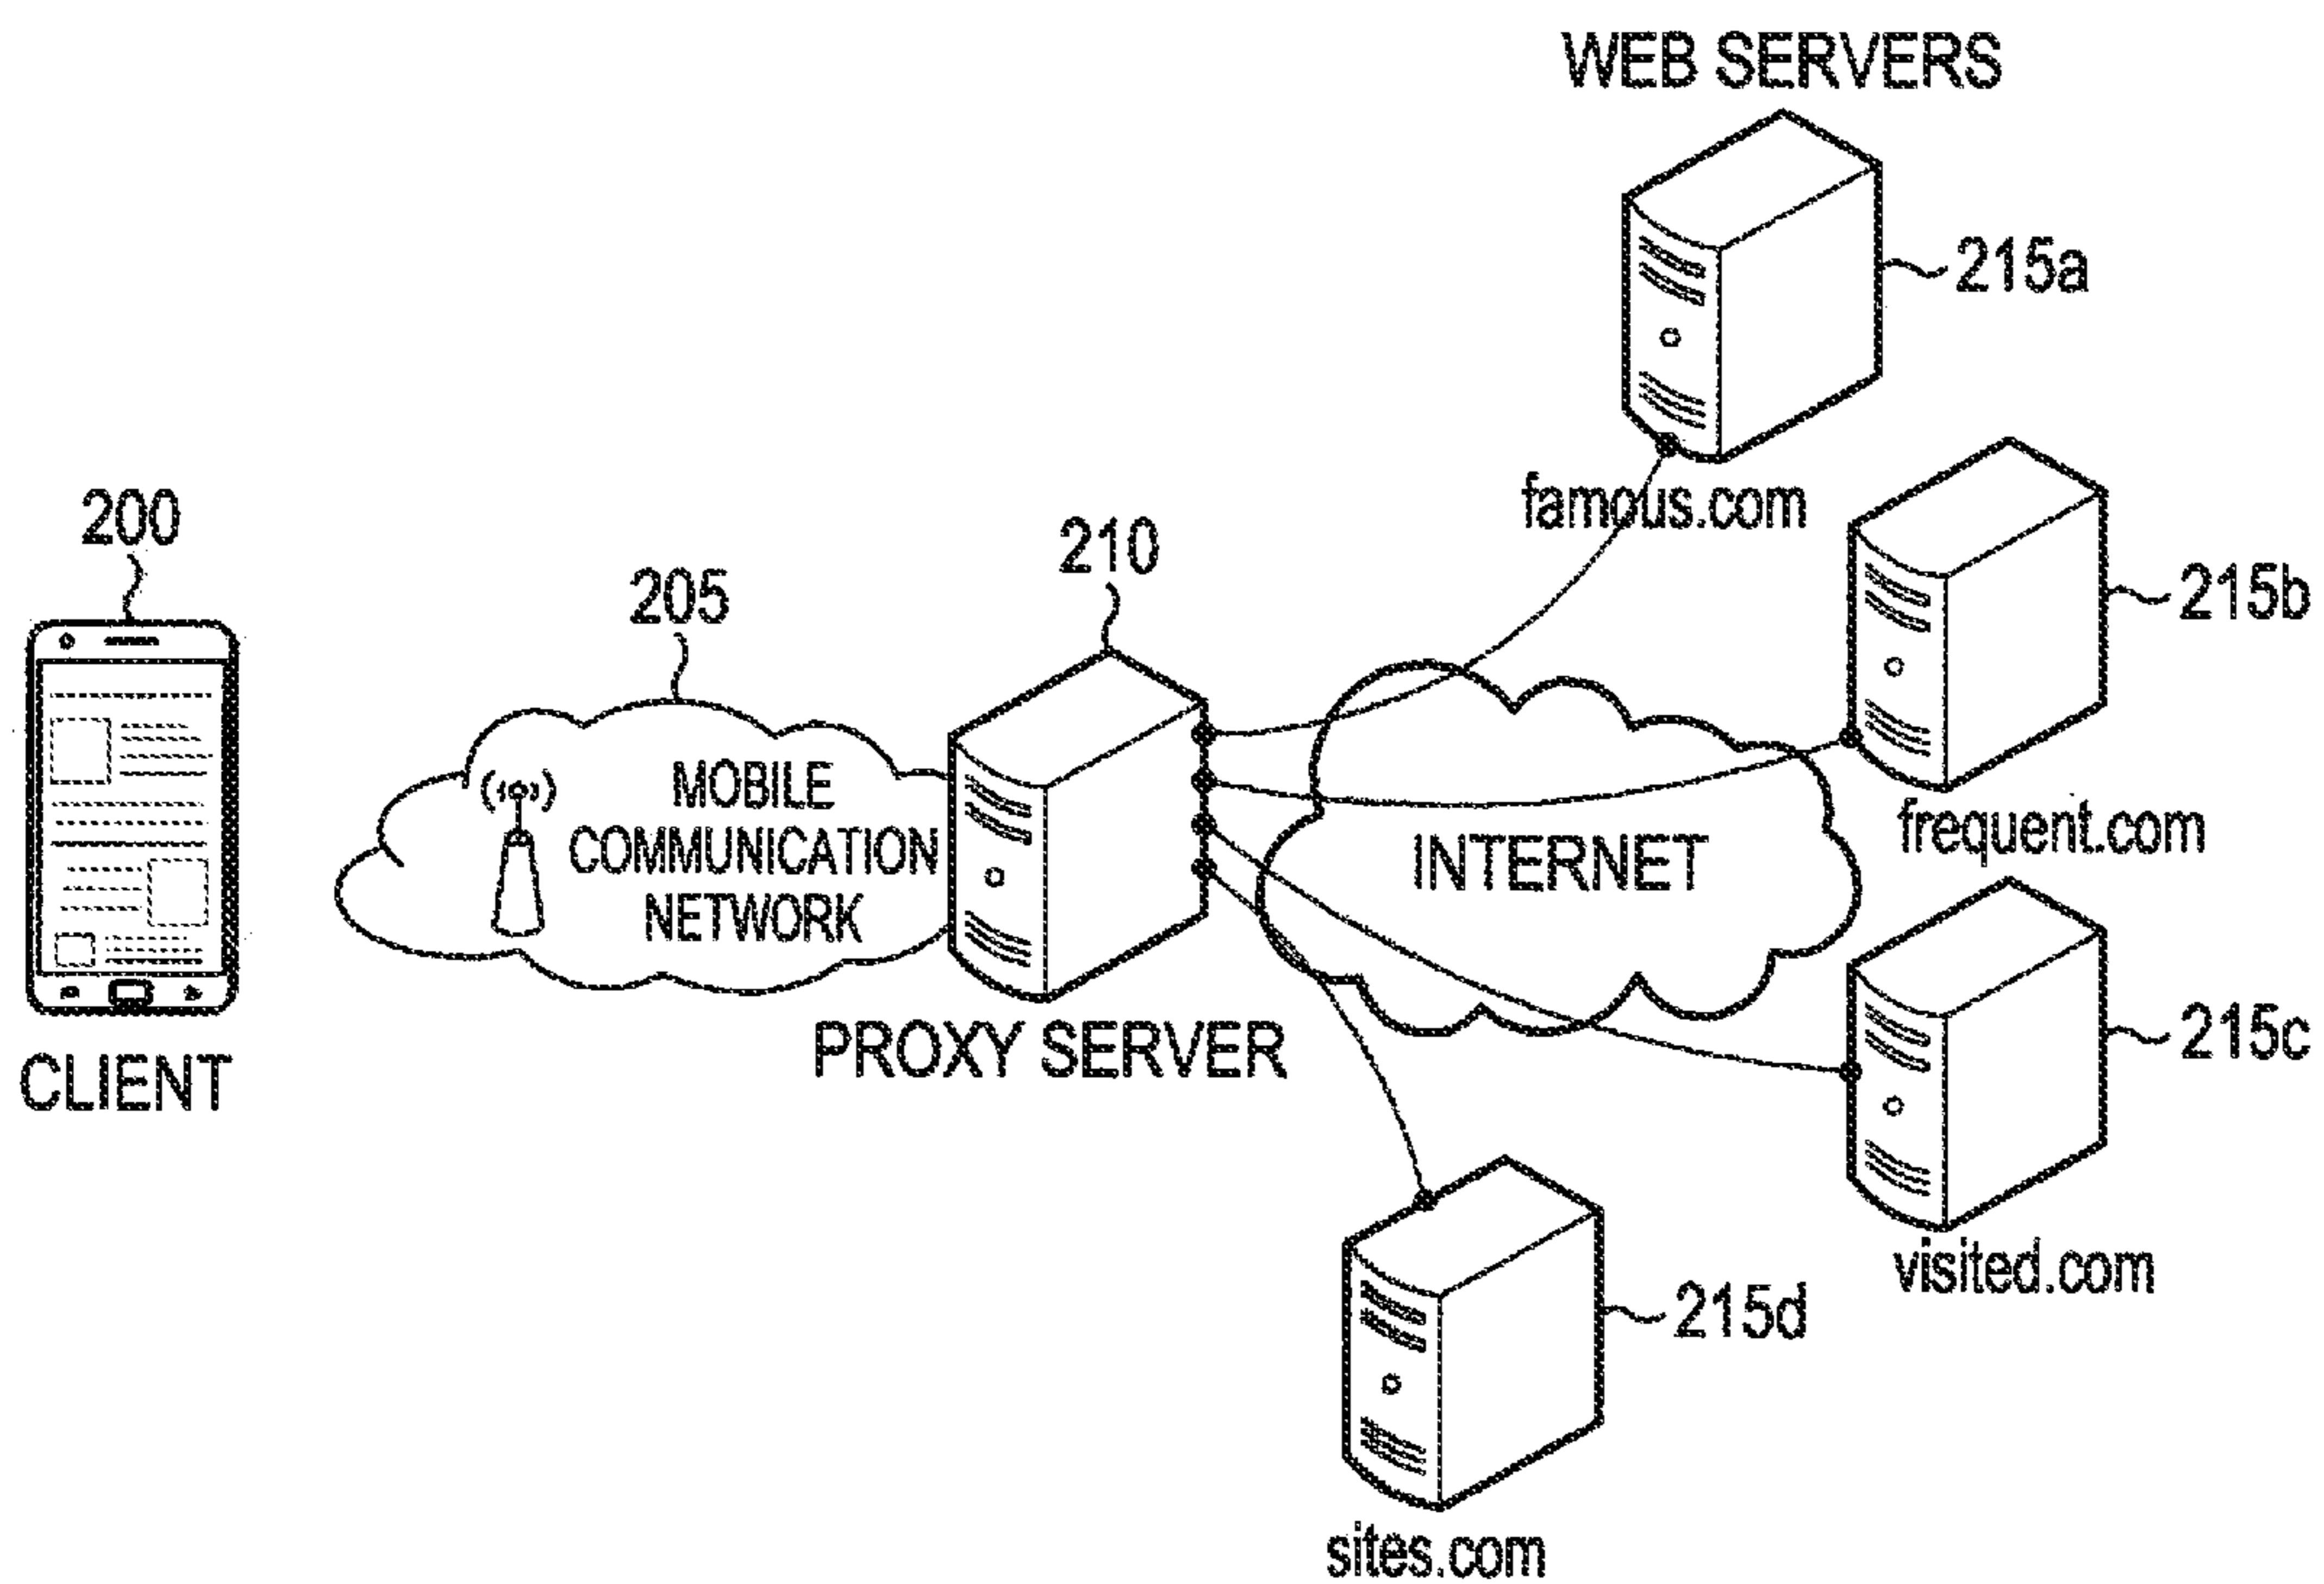 WEB SERVERS
215a
famous.com
200
210
205
215b
MOBILE
COMMUNICATION
NETWORK
INTERNET
frequent.com
PROXY SERVER
CLIENT
215c
visited.com
215d
sites.com